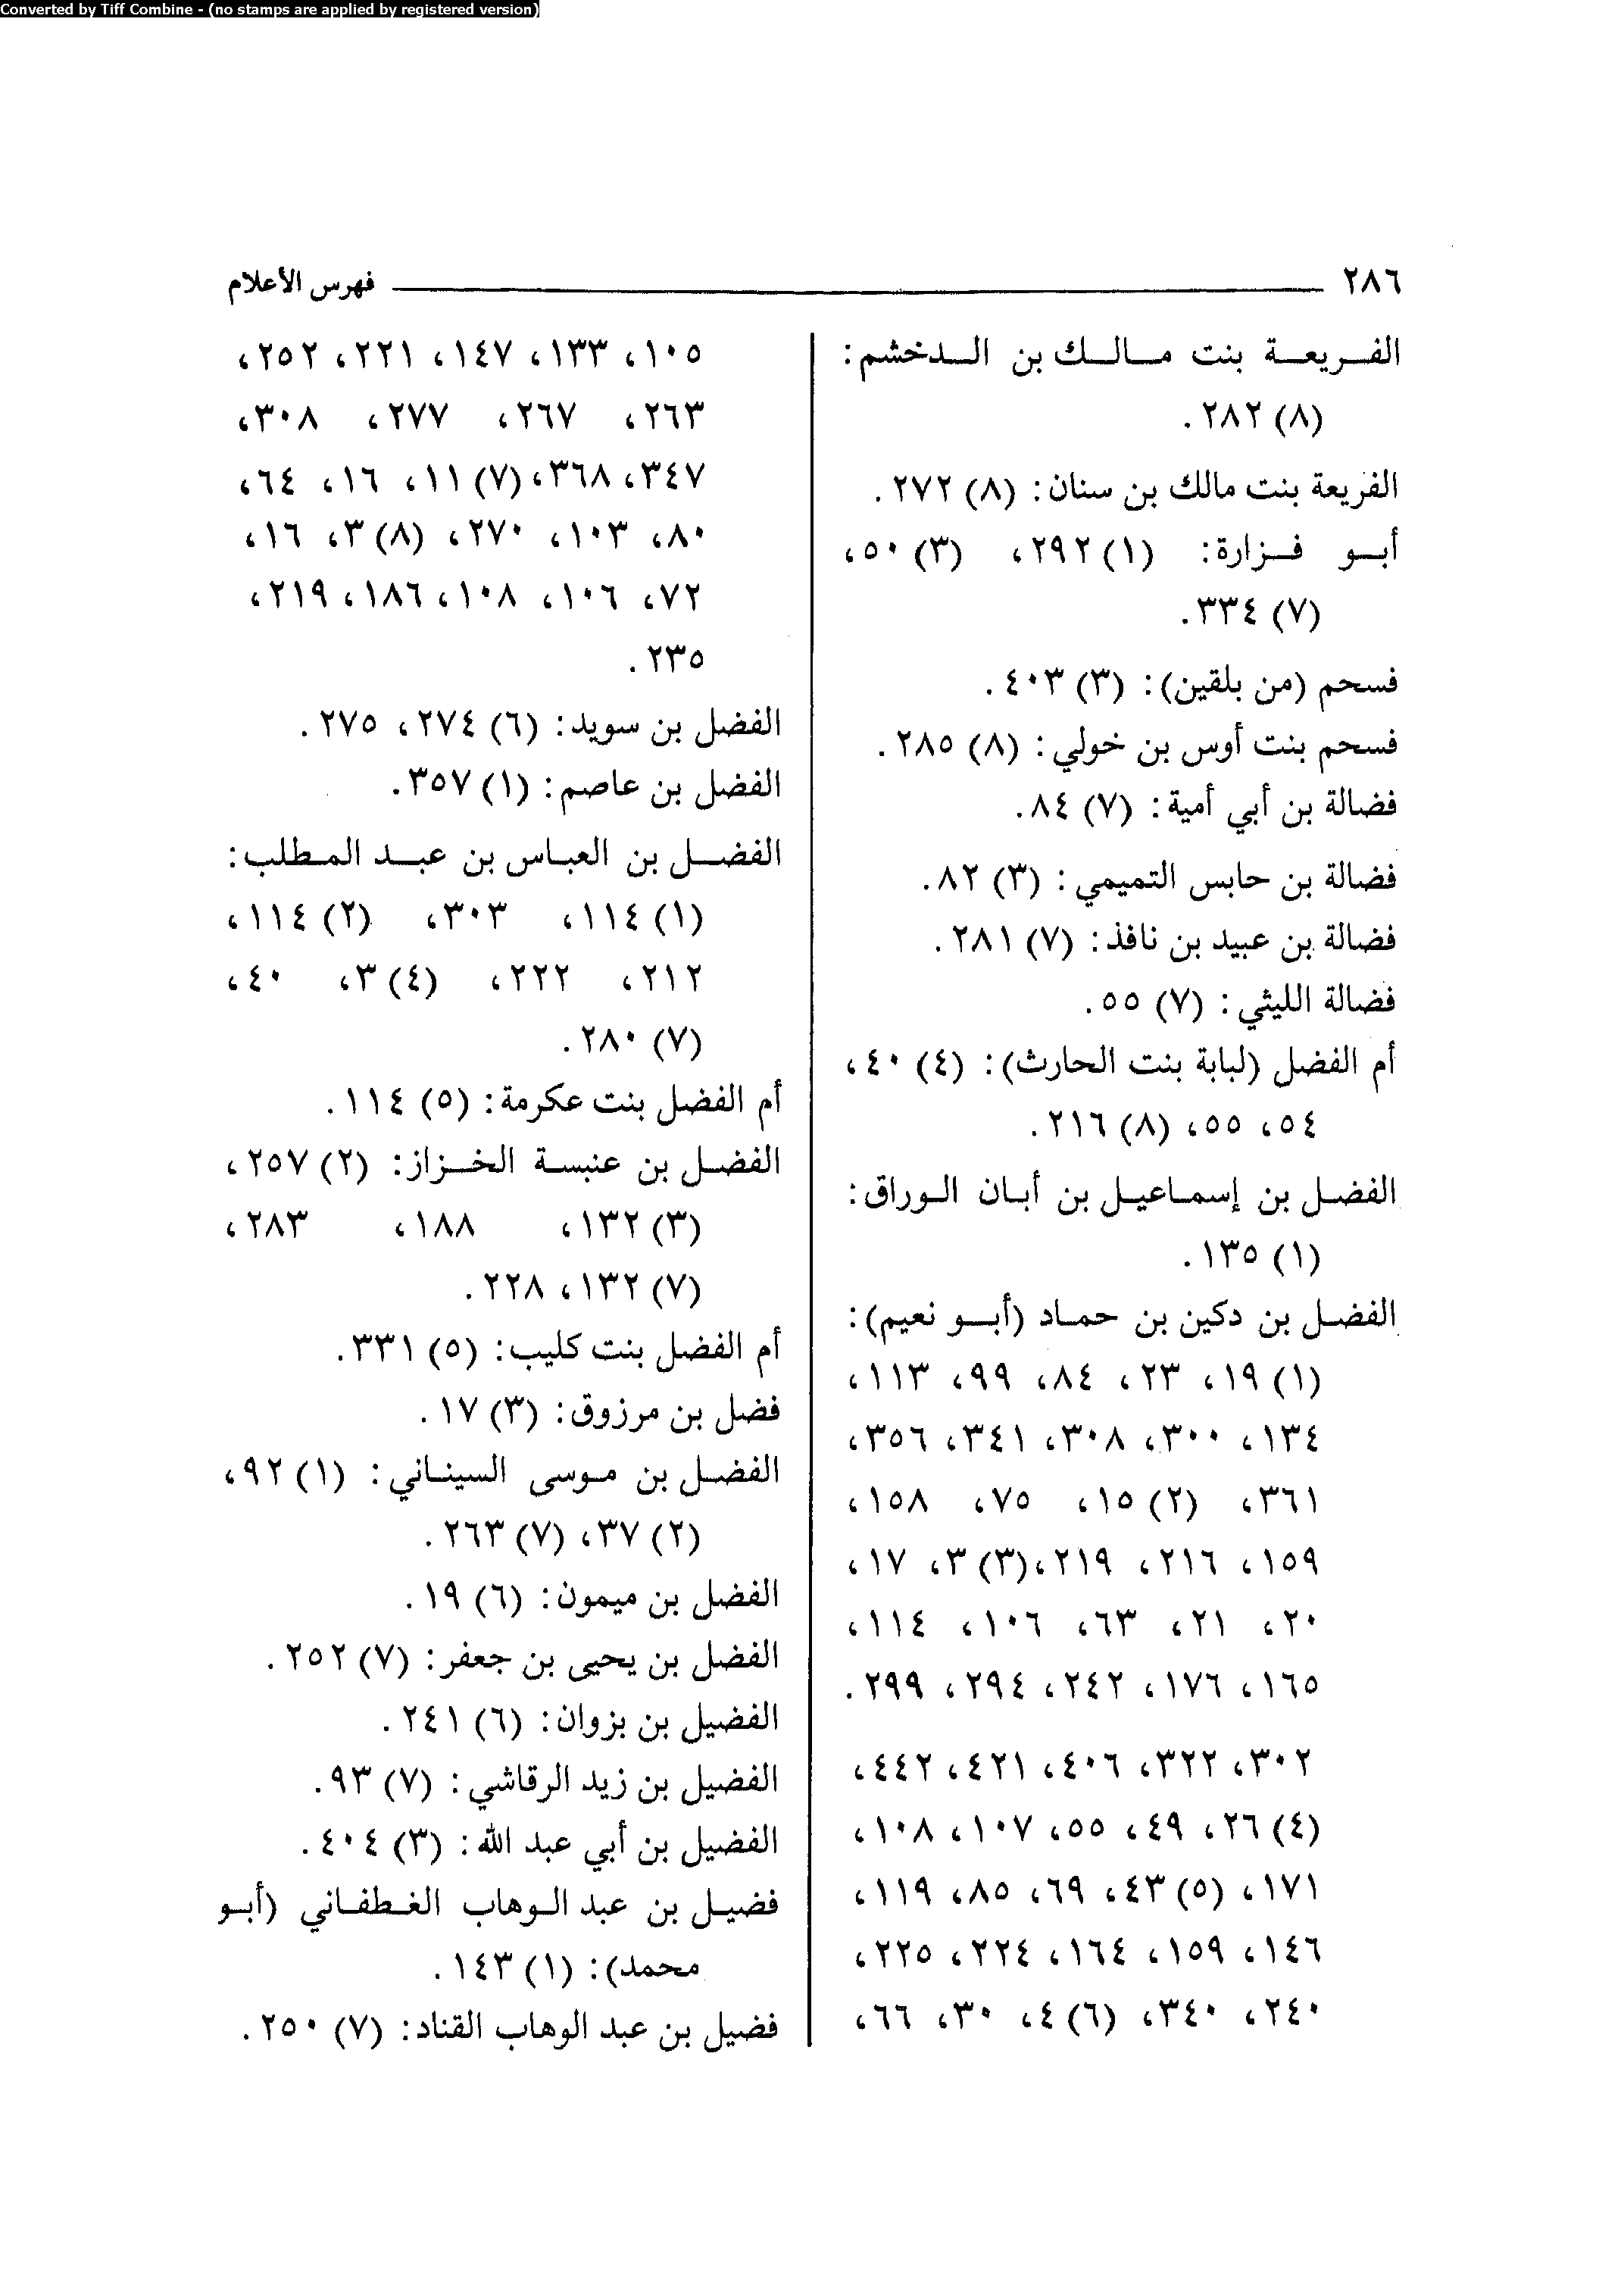 Converted by Tiff Combine - (no stamps are applied by registered version)
٢٨٦ فهرس الأعلام
الفريعة بنت مالك بن الدخشم:
(٨) ٢٨٢.
الفريعة بنت مالك بن سنان: (٨) ٢٧٢.
أبو فزارة: (١) ٢٩٢، (٣) ٥٠،
(٧) ٣٣٤.
فسحم (من بلقين): (٣) ٤٠٣.
فسحم بنت أوس بن خولي: (٨) ٢٨٥.
فضالة بن أبي أمية: (٧) ٨٤.
فضالة بن حابس التميمي: (٣) ٨٢.
فضالة بن عبيد بن نافذ: (٧) ٢٨١.
فضالة الليثي: (٧) ٥٥.
أم الفضل (لبابة بنت الحارث): (٤) ٤٠،
٥٤، ٥٥، (٨) ٢١٦.
الفضل بن إسماعيل بن أبان الوراق:
(١) ١٣٥.
الفضل بن دكين بن حماد (أبو نعيم):
(١) ١٩، ٢٣، ٨٤، ٩٩، ١١٣،
١٣٤، ٣٠٠، ٣٠٨، ٣٤١، ٣٥٦،
٣٦١، (٢) ١٥، ٧٥، ١٥٨،
١٥٩، ٢١٦، ٢١٩،(٣) ٣، ١٧،
٢٠، ٢١، ٦٣، ١٠٦، ١١٤،
١٦٥، ١٧٦، ٢٤٢، ٢٩٤، ٢٩٩.
٣٠٢، ٣٢٢، ٤٠٦، ٤٢١، ٤٤٢،
(٤) ٢٦، ٤٩، ٥٥، ١٠٧، ١٠٨،
١٧١، (٥) ٤٣، ٦٩، ٨٥، ١١٩،
١٤٦، ١٥٩، ١٦٤، ٢٢٤، ٢٢٥،
٢٤٠، ٣٤٠، (٦) ٤، ٣٠، ٦٦،
١٠٥، ١٣٣، ١٤٧، ٢٢١، ٢٥٢،
٢٦٣، ٢٦٧، ٢٧٧، ٣٠٨،
٣٤٧، ٣٦٨، (٧) ١١، ١٦، ٦٤،
٨٠، ١٠٣، ٢٧٠، (٨) ٣، ١٦،
٧٢، ١٠٦، ١٠٨، ١٨٦، ٢١٩،
٢٣٥.
الفضل بن سويد: (٦) ٢٧٤، ٢٧٥.
الفضل بن عاصم: (١) ٣٥٧.
الفضل بن العباس بن عبد المطلب:
(١) ١١٤، ٣٠٣، (٢) ١١٤،
٢١٢، ٢٢٢، (٤) ٣، ٤٠،
(٧) ٢٨٠.
أم الفضل بنت عكرمة: (٥) ١١٤.
الفضل بن عنبسة الخزاز: (٢) ٢٥٧،
(٣) ١٣٢، ١٨٨، ٢٨٣،
(٧) ١٣٢، ٢٢٨.
أم الفضل بنت كليب: (٥) ٣٣١.
فضل بن مرزوق: (٣) ١٧.
الفضل بن موسى السيناني: (١) ٩٢،
(٢) ٣٧، (٧) ٢٦٣.
الفضل بن ميمون: (٦) ١٩.
الفضل بن يحيى بن جعفر: (٧) ٢٥٢.
الفضيل بن بزوان: (٦) ٢٤١.
الفضيل بن زيد الرقاشي: (٧) ٩٣.
الفضيل بن أبي عبد الله: (٣) ٤٠٤.
فضيل بن عبد الوهاب الغطفاني (أبو
محمد): (١) ١٤٣.
فضيل بن عبد الوهاب القناد: (٧) ٢٥٠.